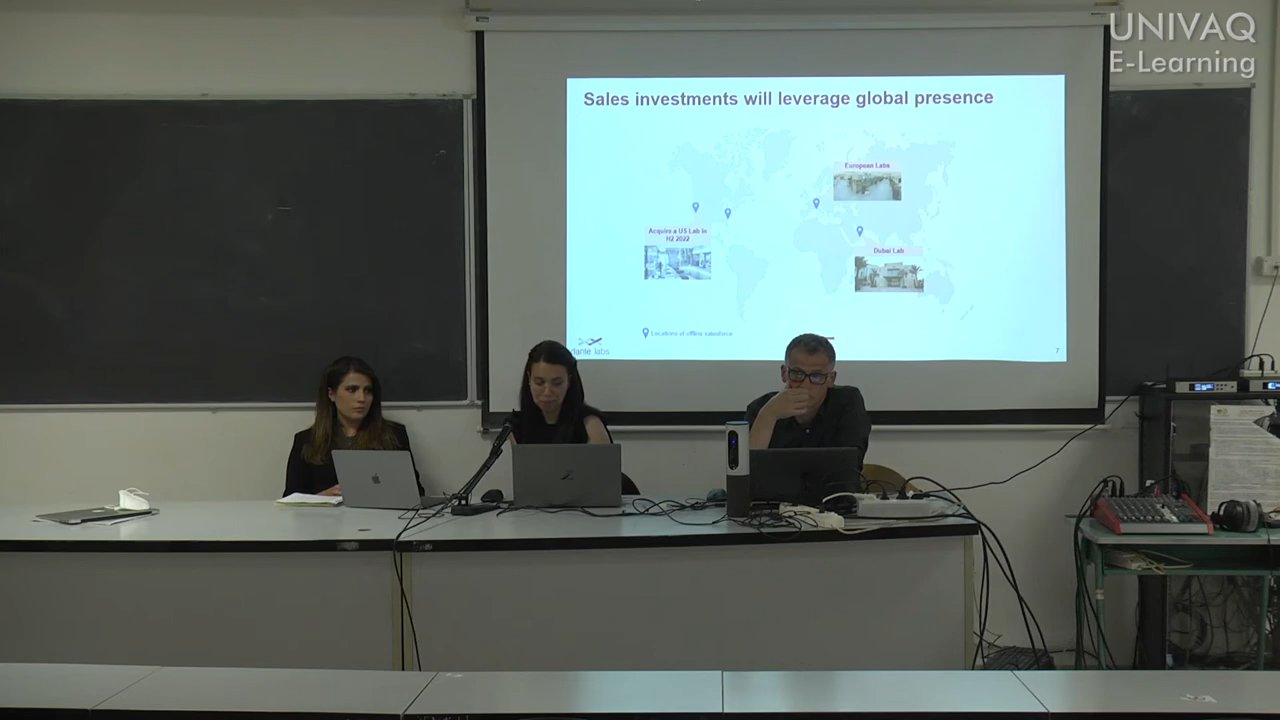 UNIVAQ
E-Learning
Sales investments will leverage global presence
European Labs
Acquire a US Lab in
H2 2022
Dubai Lab
Locations of offline salesforce
dante labs
7